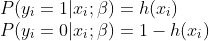 P(y_i = 1|x_i; β) = h(x_i)
P(y_i = 0|x_i; β) = 1 − h(x_i)